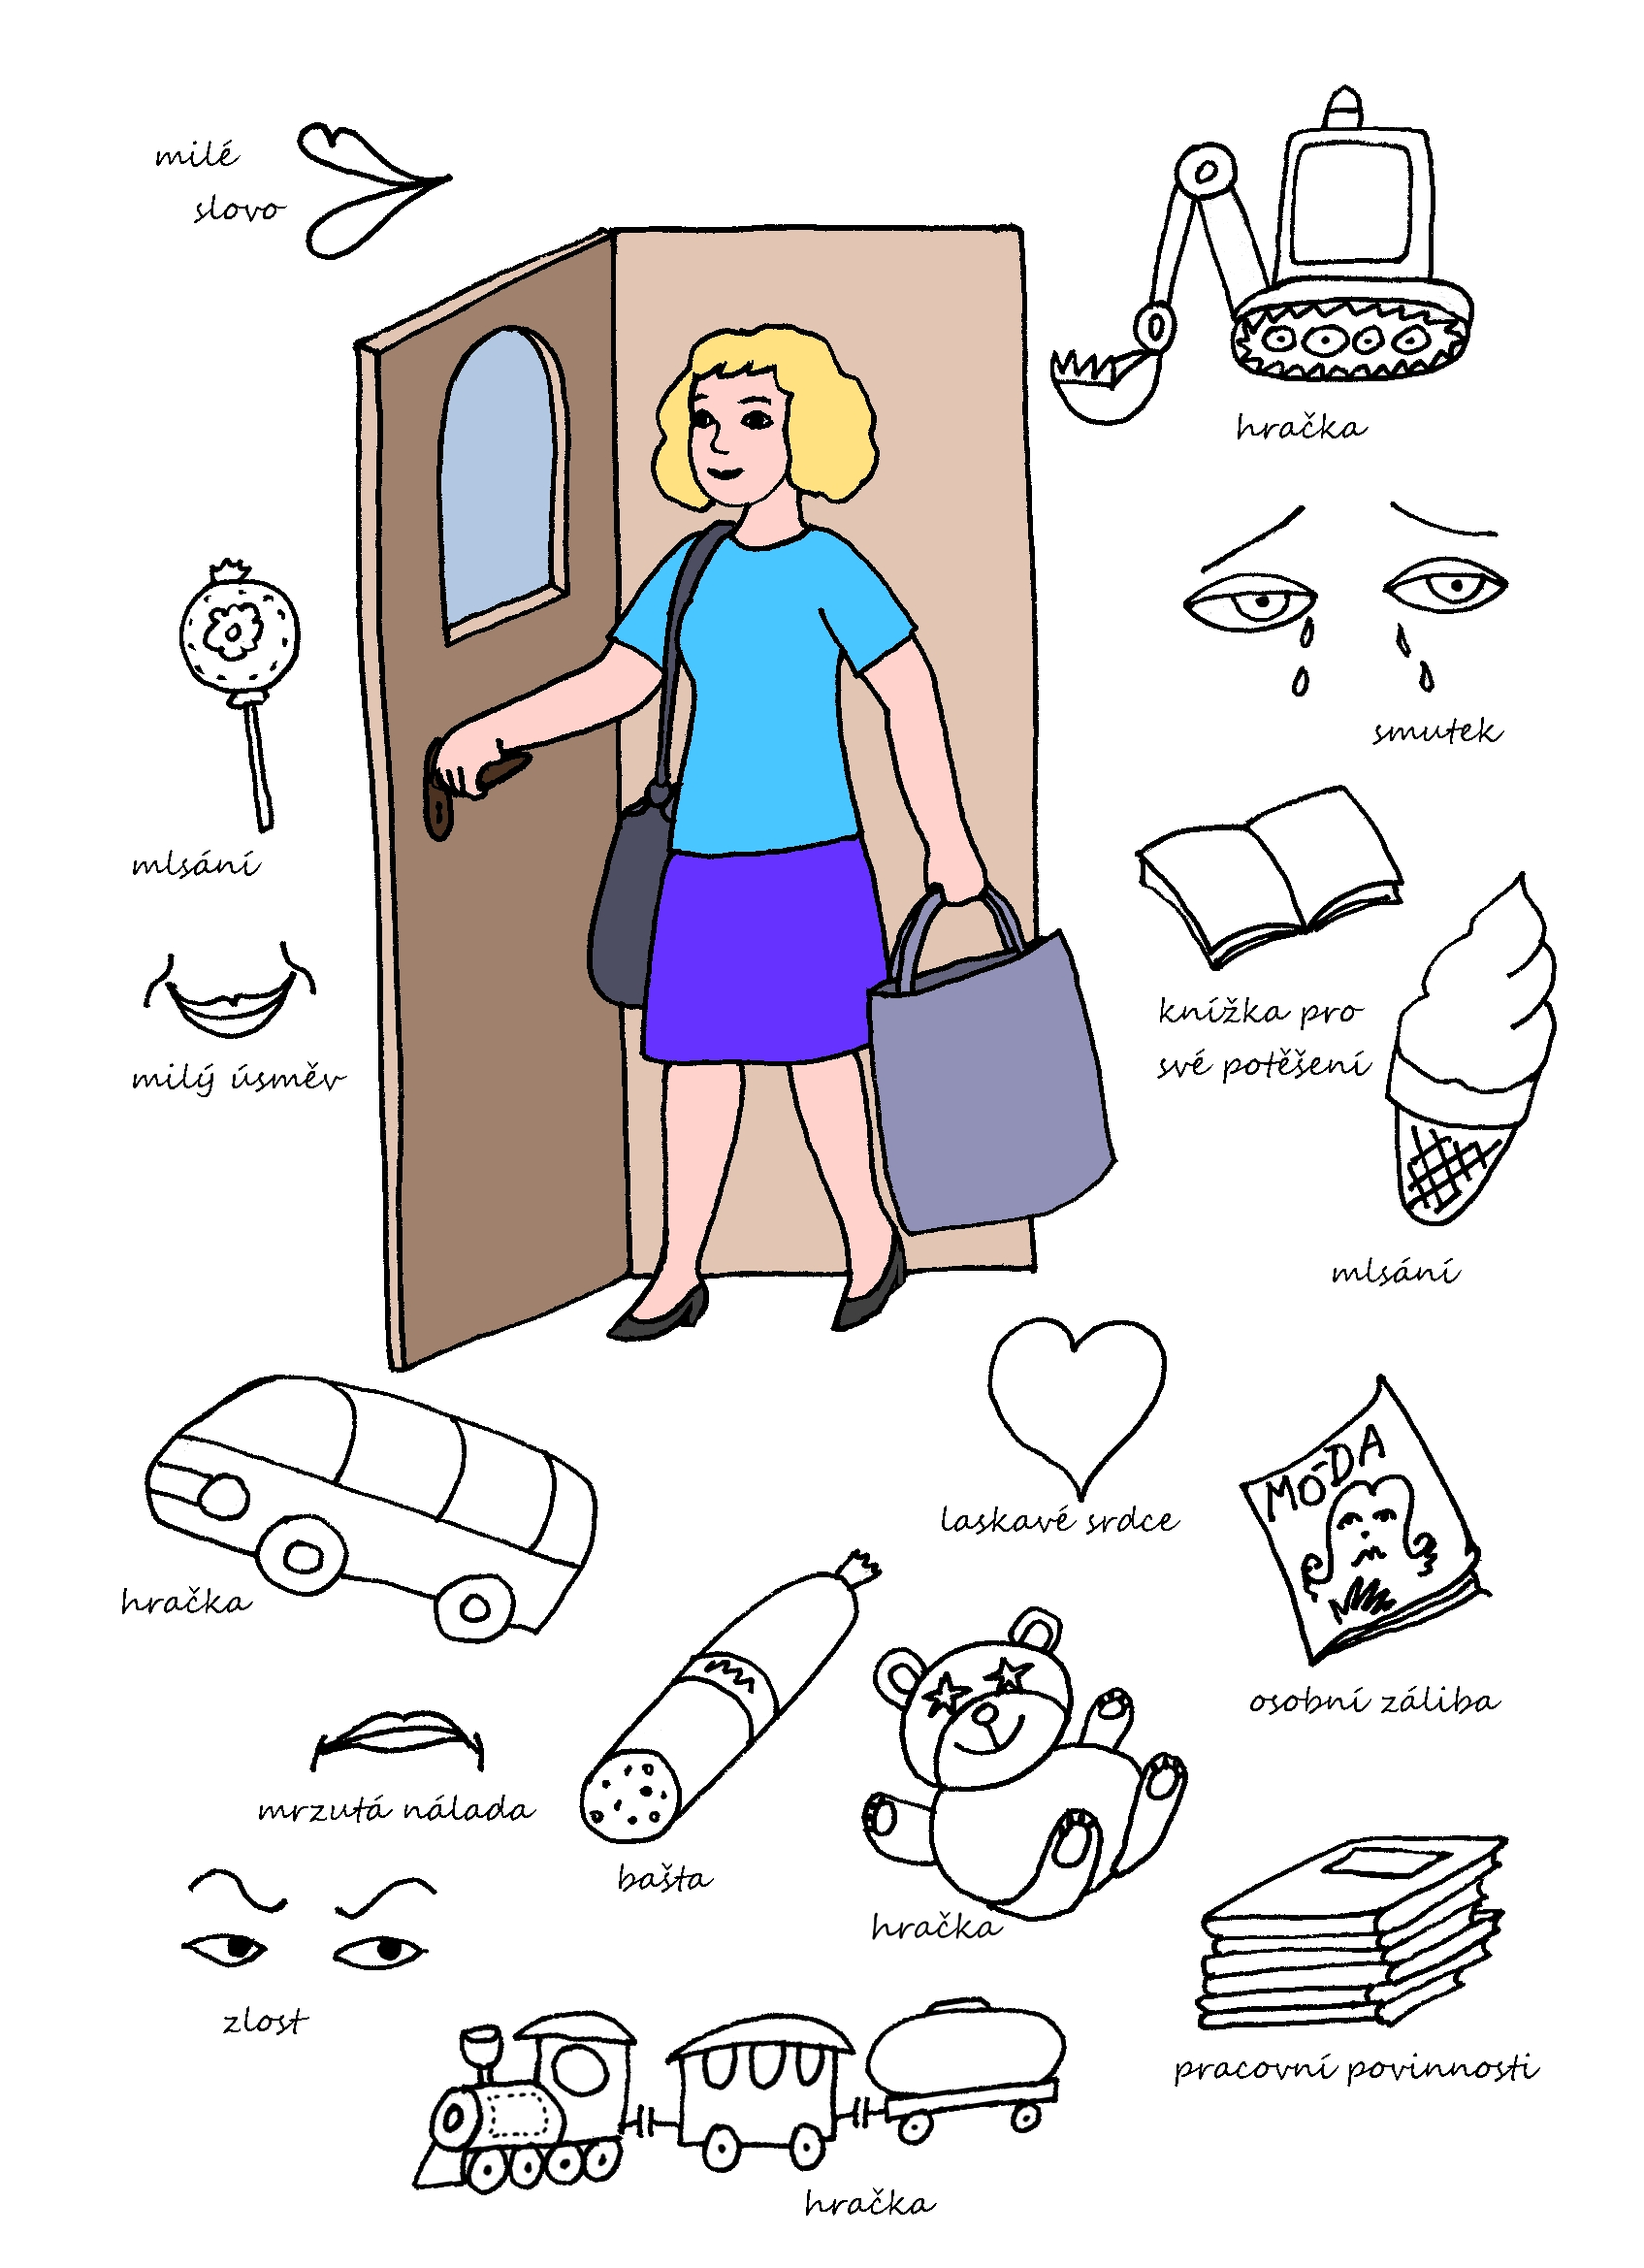 milé
slovo
hračka
smutek
mlsání
knížka pro
své potěšení
milý úsměv
mlsání
MÓDA
laskavé srdce
hračka
osobní záliba
mrzutá nálada
bašta
hračka
zlost
pracovní povinnosti
hračka